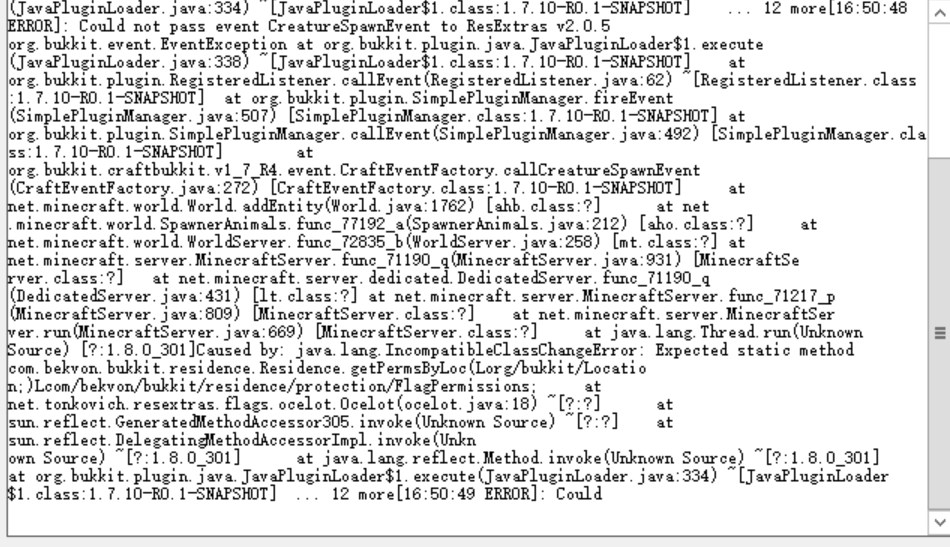 (JavaPluginLoader.java:334) ~[JavaPluginLoader$1.class:1.7.10-R0.1-SNAPSHOT]    ... 12 more[16:50:48
ERROR]: Could not pass event CreatureSpawnEvent to ResExtras v2.0.5
org.bukkit.event.EventException at org.bukkit.plugin.java.JavaPluginLoader$1.execute
(JavaPluginLoader.java:338) ~[JavaPluginLoader$1.class:1.7.10-R0.1-SNAPSHOT]    at
org.bukkit.plugin.RegisteredListener.callEvent(RegisteredListener.java:62) ~[RegisteredListener.class
:1.7.10-R0.1-SNAPSHOT]  at org.bukkit.plugin.SimplePluginManager.fireEvent
(SimplePluginManager.java:507) [SimplePluginManager.class:1.7.10-R0.1-SNAPSHOT] at
org.bukkit.plugin.SimplePluginManager.callEvent(SimplePluginManager.java:492) [SimplePluginManager.cla
ss:1.7.10-R0.1-SNAPSHOT]        at
org.bukkit.craftbukkit.v1_7_R4.event.CraftEventFactory.callCreatureSpawnEvent
(CraftEventFactory.java:272) [CraftEventFactory.class:1.7.10-R0.1-SNAPSHOT]     at
net.minecraft.world.World.addEntity(World.java:1762) [ahb.class:?]      at net
.minecraft.world.SpawnerAnimals.func_77192_a(SpawnerAnimals.java:212) [aho.class:?]     at
net.minecraft.world.WorldServer.func_72835_b(WorldServer.java:258) [mt.class:?] at
net.minecraft.server.MinecraftServer.func_71190_q(MinecraftServer.java:931) [MinecraftSe
rver.class:?]   at net.minecraft.server.dedicated.DedicatedServer.func_71190_q
(DedicatedServer.java:431) [lt.class:?] at net.minecraft.server.MinecraftServer.func_71217_p
(MinecraftServer.java:809) [MinecraftServer.class:?]    at net.minecraft.server.MinecraftSer
ver.run(MinecraftServer.java:669) [MinecraftServer.class:?]     at java.lang.Thread.run(Unknown
Source) [?:1.8.0_301]Caused by: java.lang.IncompatibleClassChangeError: Expected static method
com.bekvon.bukkit.residence.Residence.getPermsByLoc(Lorg/bukkit/Locatio
n;)Lcom/bekvon/bukkit/residence/protection/FlagPermissions;     at
net.tonkovich.resextras.flags.ocelot.Ocelot(ocelot.java:18) ~[?:?]      at
sun.reflect.GeneratedMethodAccessor305.invoke(Unknown Source) ~[?:?]    at
sun.reflect.DelegatingMethodAccessorImpl.invoke(Unkn
own Source) ~[?:1.8.0_301]      at java.lang.reflect.Method.invoke(Unknown Source) ~[?:1.8.0_301]
at org.bukkit.plugin.java.JavaPluginLoader$1.execute(JavaPluginLoader.java:334) ~[JavaPluginLoader
$1.class:1.7.10-R0.1-SNAPSHOT]  ... 12 more[16:50:49 ERROR]: Could